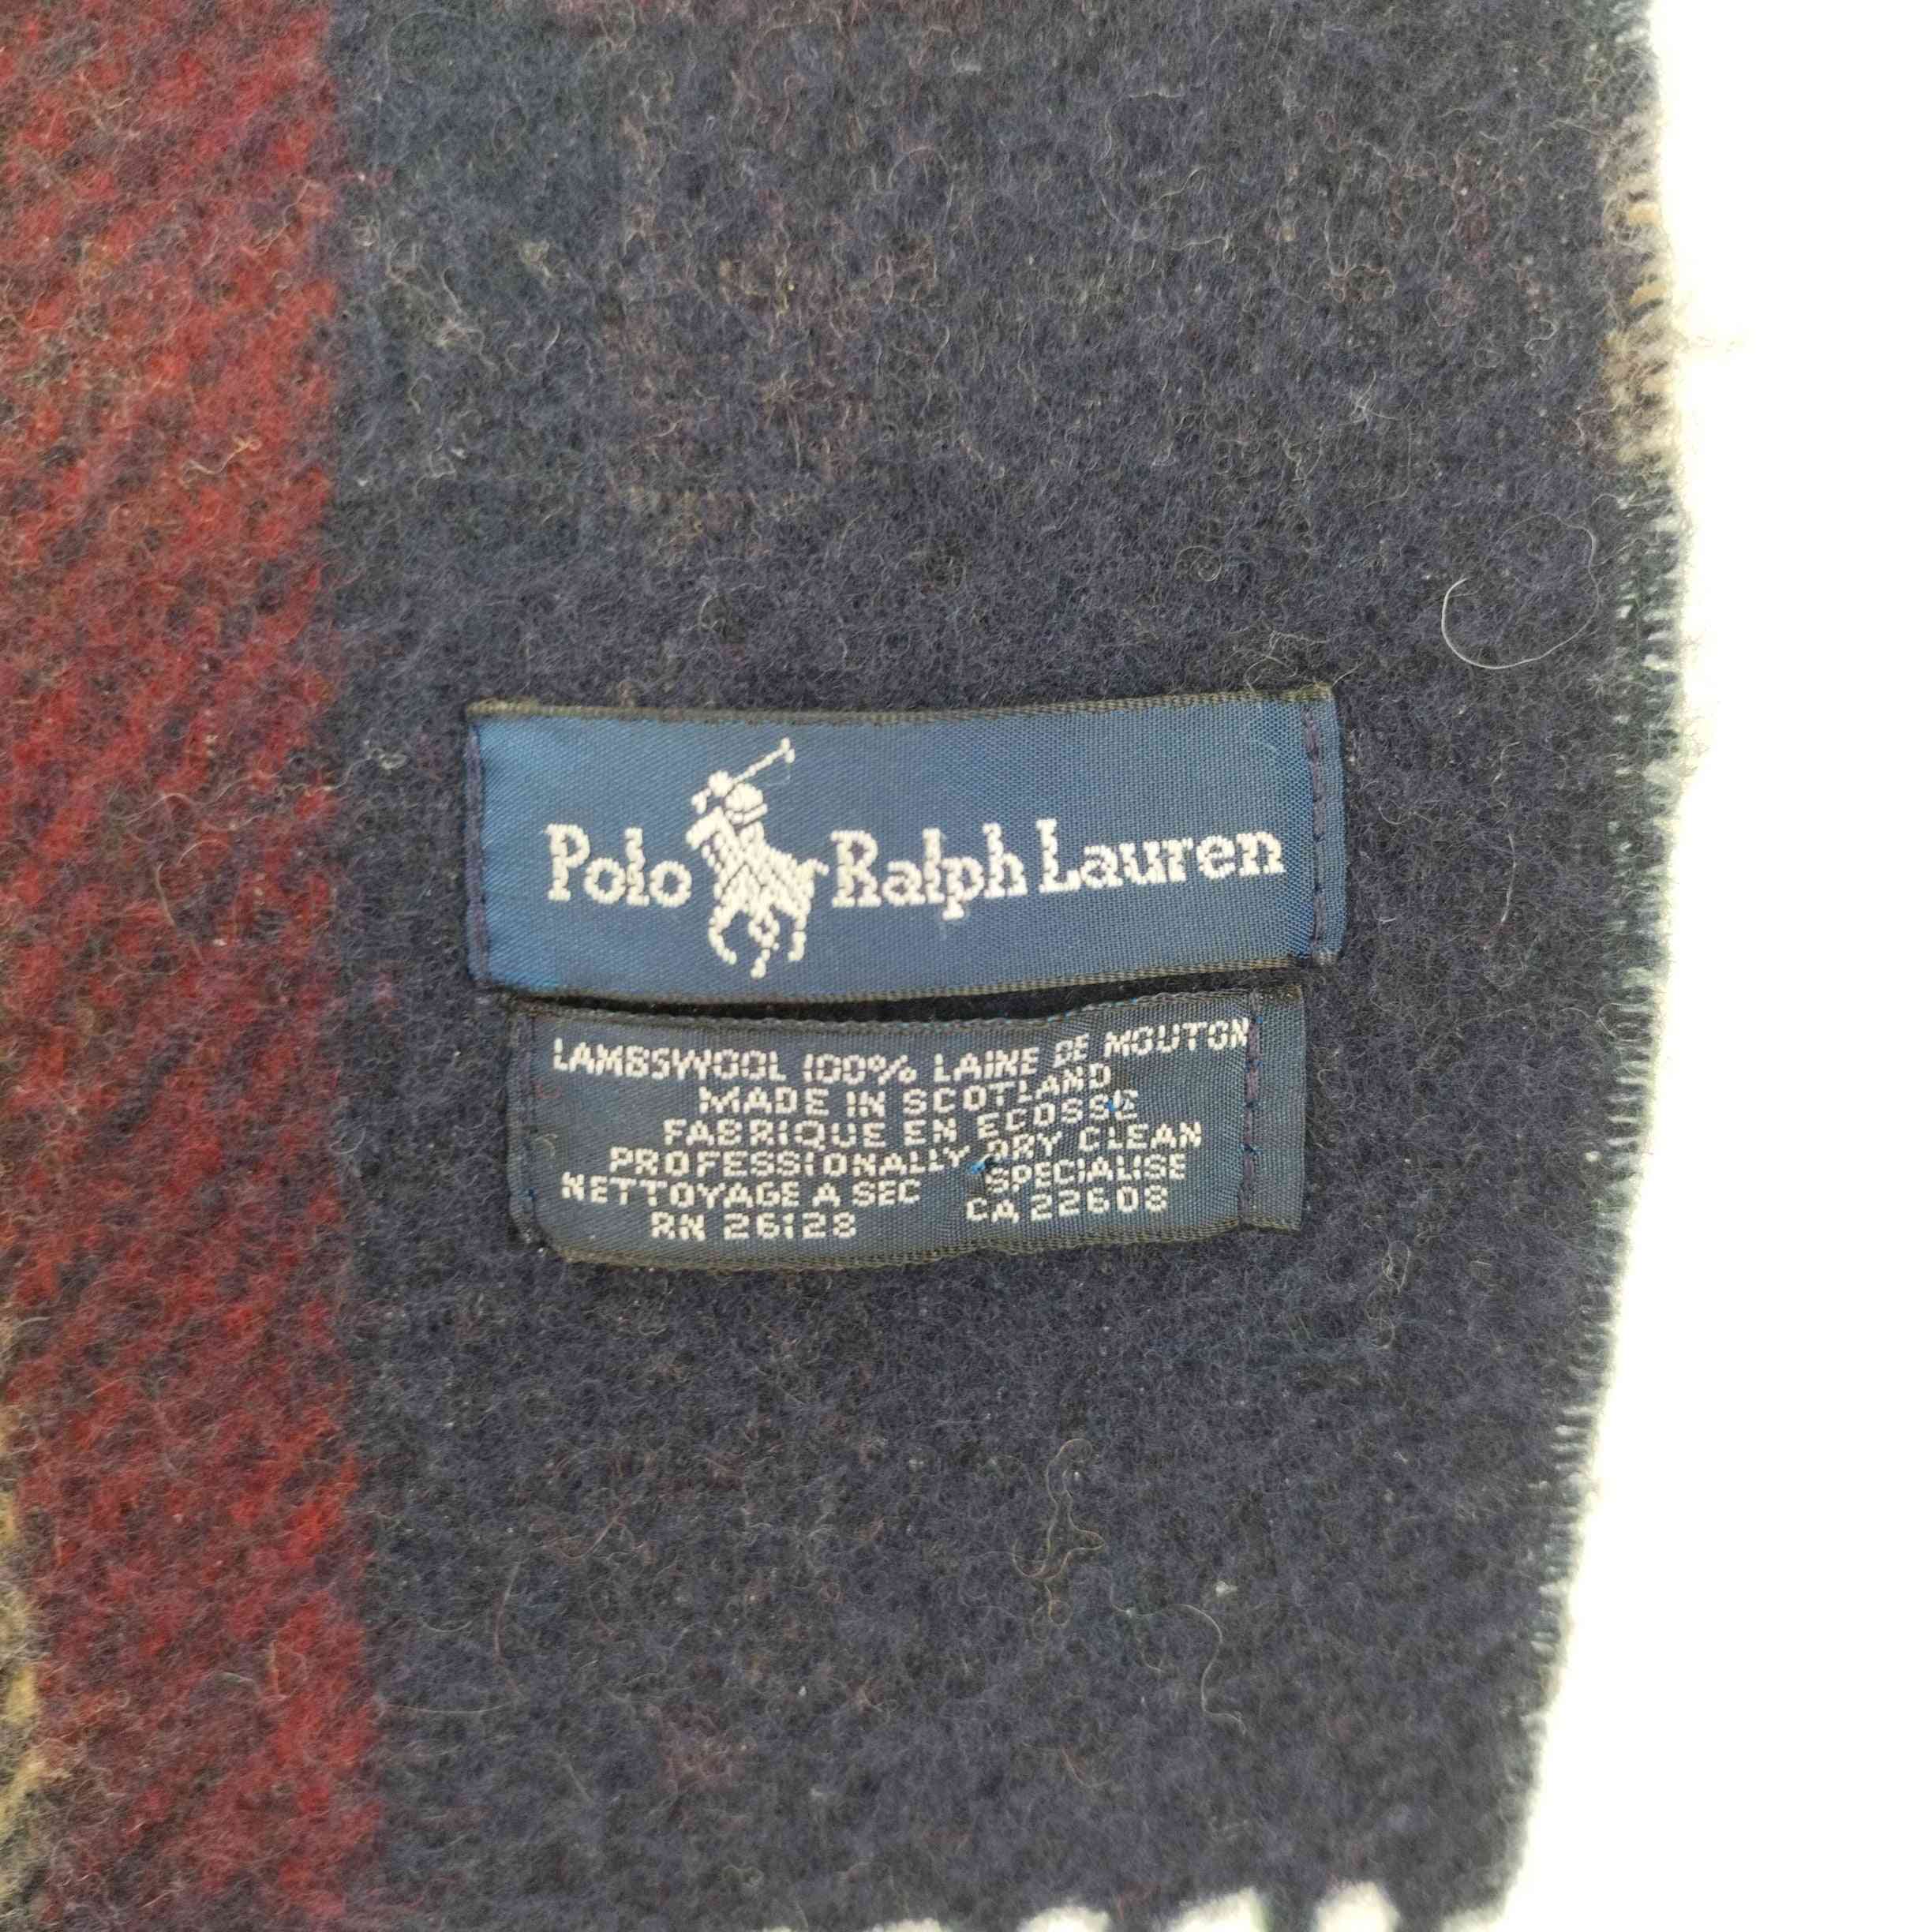 Polo Ralph Lauren
LAMBSWOOL 100% LAINE DE MOUTON
MADE IN SCOTLAND
FABRIQUE EN ECOSSE
PROFESSIONALLY DRY CLEAN
NETTOYAGE A SEC SPECIALISE
RN 26128 CA 22608